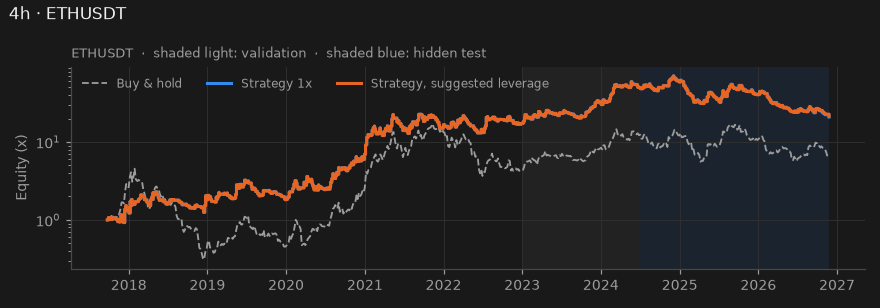 4h · ETHUSDT
ETHUSDT · shaded light: validation · shaded blue: hidden test
Buy & hold Strategy 1x Strategy, suggested leverage
Equity (x)
10¹
10⁰
2018 2019 2020 2021 2022 2023 2024 2025 2026 2027